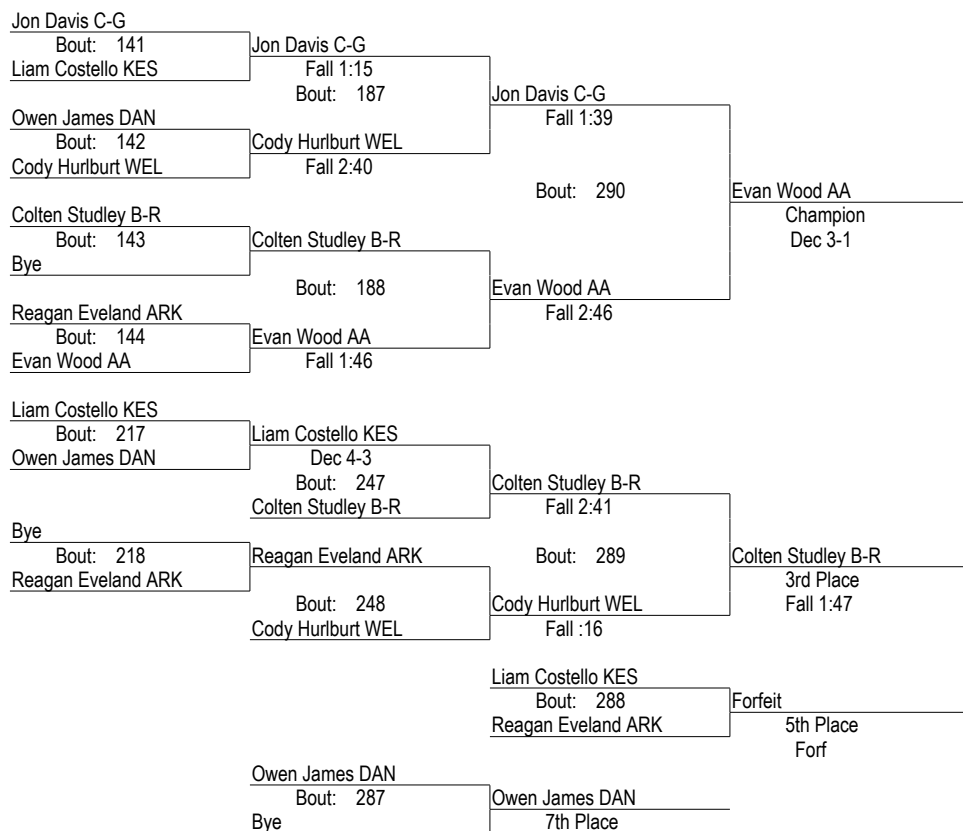 Jon Davis C-G
Bout: 141
Jon Davis C-G
Liam Costello KES
Fall 1:15
Bout: 187
Jon Davis C-G
Owen James DAN
Fall 1:39
Bout: 142
Cody Hurlburt WEL
Cody Hurlburt WEL
Fall 2:40
Bout: 290
Evan Wood AA
Colten Studley B-R
Champion
Bout: 143
Colten Studley B-R
Dec 3-1
Bye
Bout: 188
Evan Wood AA
Reagan Eveland ARK
Fall 2:46
Bout: 144
Evan Wood AA
Evan Wood AA
Fall 1:46
Liam Costello KES
Bout: 217
Liam Costello KES
Owen James DAN
Dec 4-3
Bout: 247
Colten Studley B-R
Colten Studley B-R
Fall 2:41
Bye
Bout: 218
Reagan Eveland ARK
Bout: 289
Colten Studley B-R
Reagan Eveland ARK
3rd Place
Bout: 248
Cody Hurlburt WEL
Fall 1:47
Cody Hurlburt WEL
Fall :16
Liam Costello KES
Bout: 288
Forfeit
Reagan Eveland ARK
5th Place
Forf
Owen James DAN
Bout: 287
Owen James DAN
Bye
7th Place